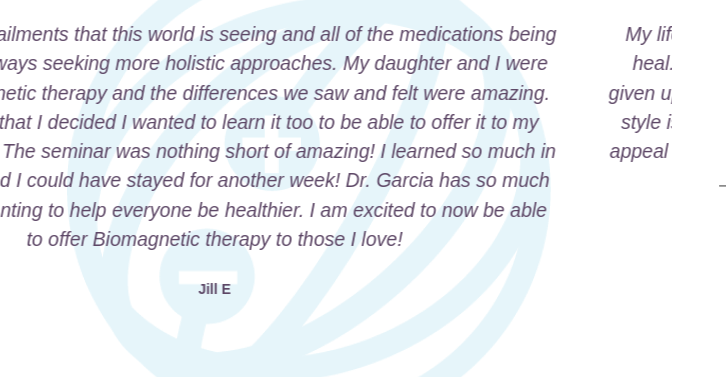 ailments that this world is seeing and all of the medications being
ways seeking more holistic approaches. My daughter and I were
netic therapy and the differences we saw and felt were amazing.
that I decided I wanted to learn it too to be able to offer it to my
The seminar was nothing short of amazing! I learned so much in
d I could have stayed for another week! Dr. Garcia has so much
nting to help everyone be healthier. I am excited to now be able
to offer Biomagnetic therapy to those I love!
Jill E
My
heal.
given
style
appeal